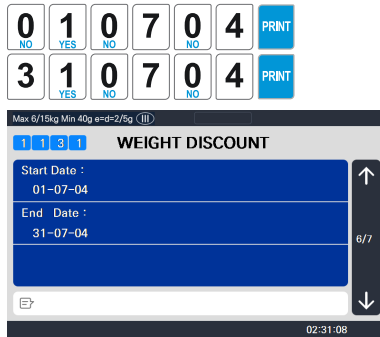 0 1 0 7 0 4 PRINT
NO YES NO NO
3 1 0 7 0 4 PRINT
YES NO NO
Max 6/15kg Min 40g e=d=2/5g III
1 1 3 1 WEIGHT DISCOUNT
Start Date :
01-07-04
End Date :
31-07-04
6/7
02:31:08